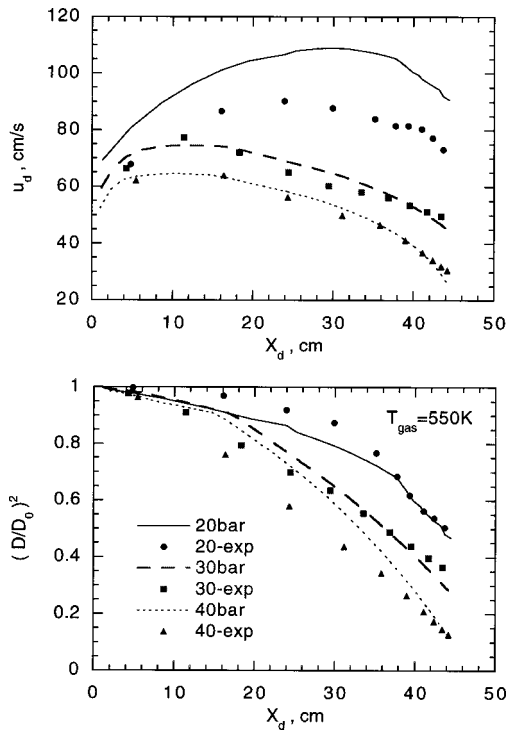 120
100
80
60
40
20
u_d , cm/s
0 10 20 30 40 50
X_d , cm
1
0.8
0.6
0.4
0.2
0
(D/D_0 )^2
T_gas=550K
20bar
20-exp
30bar
30-exp
40bar
40-exp
0 10 20 30 40 50
X_d , cm